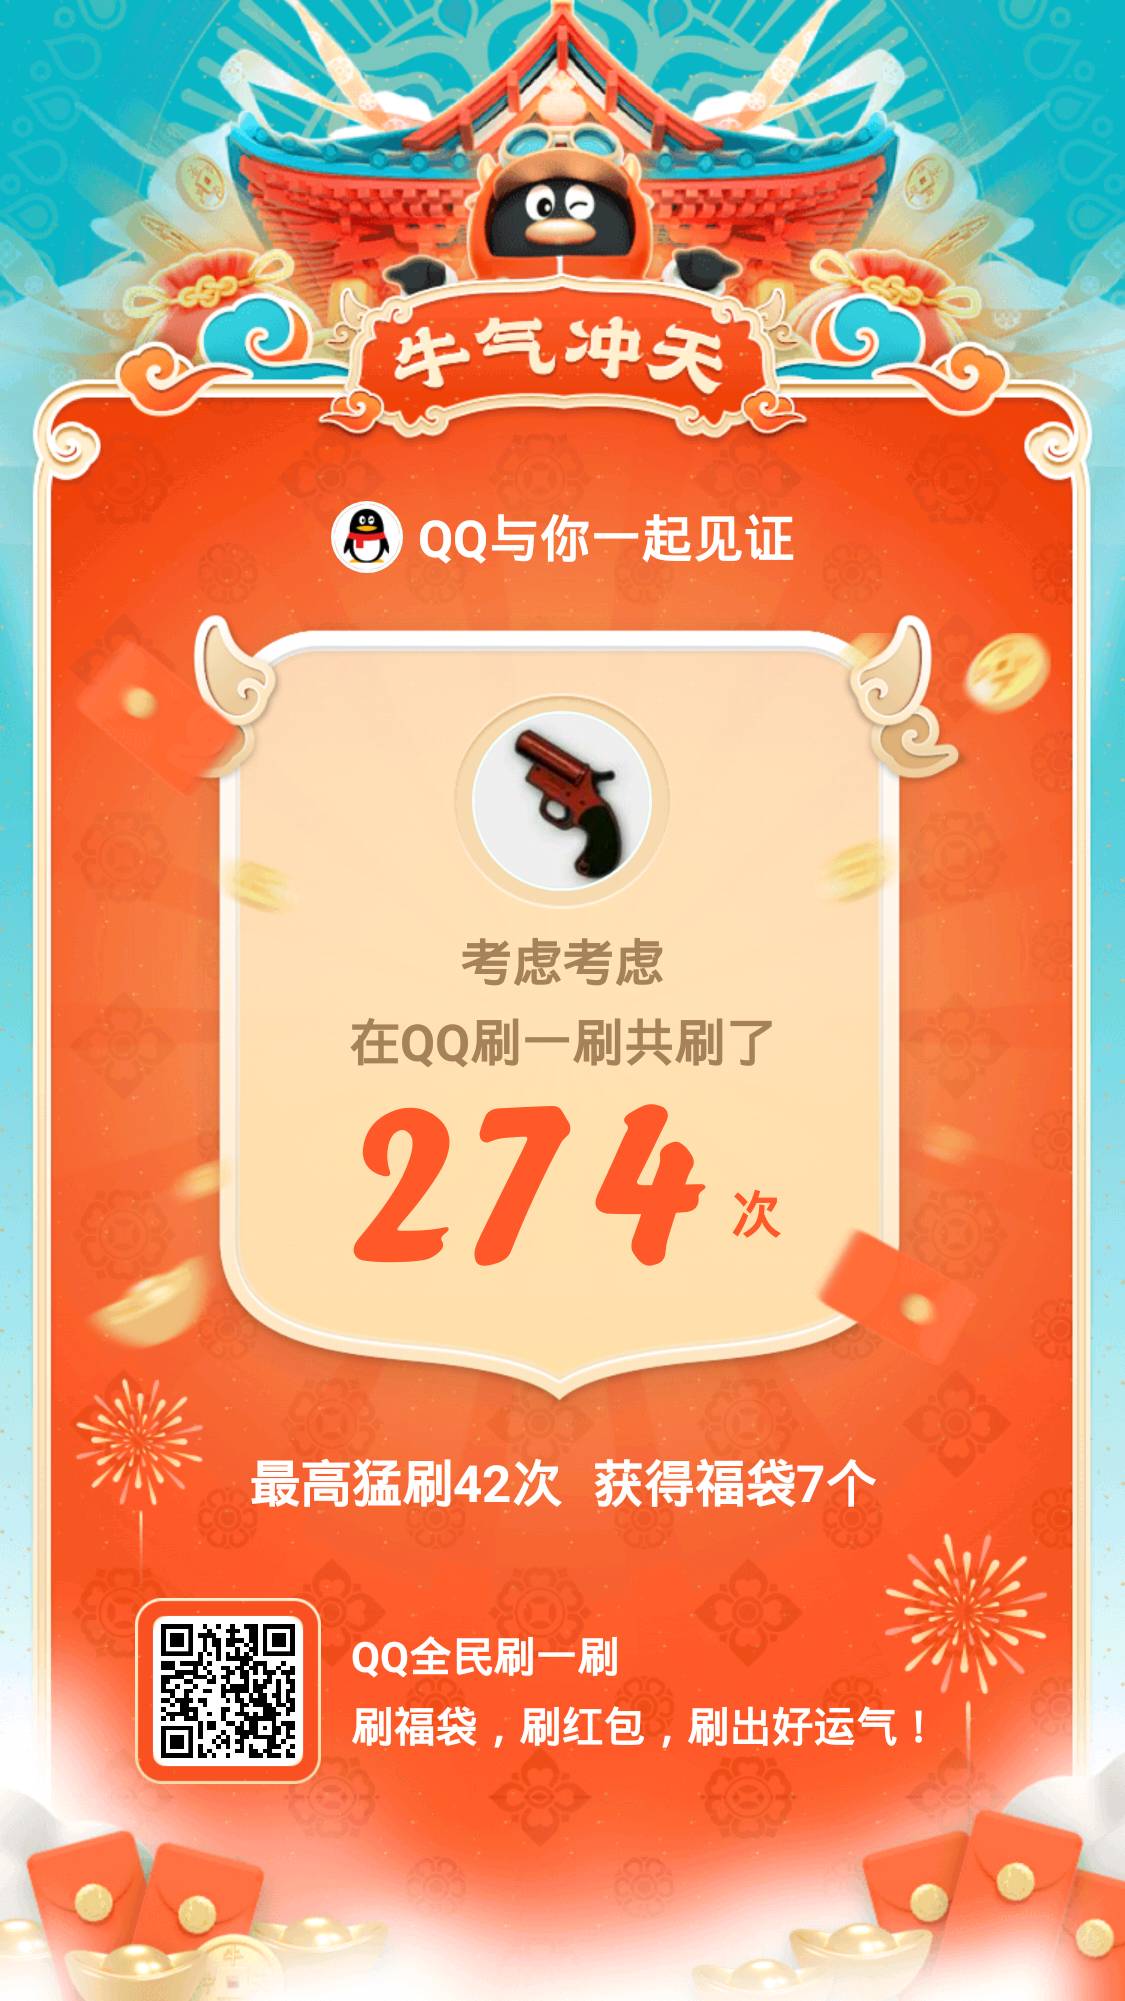 牛气冲天
QQ与你一起见证
考虑考虑
在QQ刷一刷共刷了
274次
最高猛刷42次 获得福袋7个
QQ全民刷一刷
刷福袋，刷红包，刷出好运气！